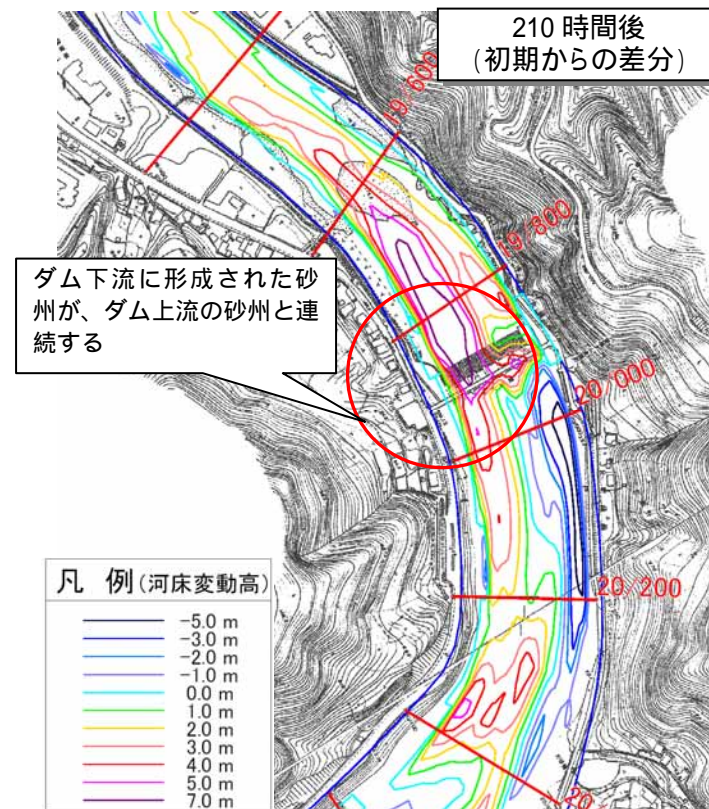 210 時間後
(初期からの差分)
19/600
19/800
ダム下流に形成された砂
州が、ダム上流の砂州と連
続する
20/000
20/200
凡 例(河床変動高)
-5.0 m
-3.0 m
-2.0 m
-1.0 m
0.0 m
1.0 m
2.0 m
3.0 m
4.0 m
5.0 m
7.0 m